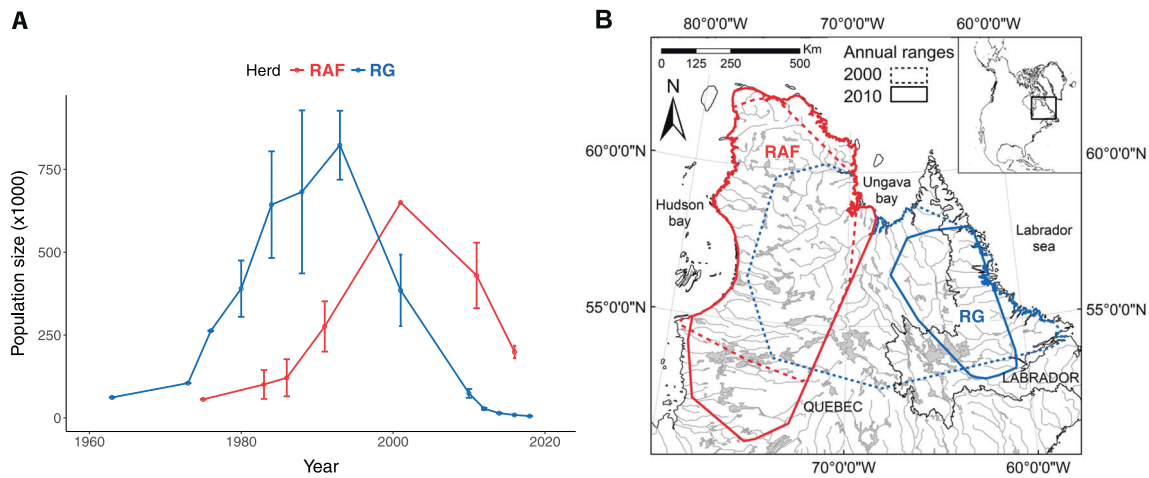 A
Herd RAF RG
Population size (x1000)
750
500
250
0
1960 1980 2000 2020
Year
B
80°0'0"W 70°0'0"W 60°0'0"W
Km
0 125 250 500
Annual ranges
2000
2010
N
60°0'0"N
60°0'0"N
RAF
Ungava
bay
Hudson
bay
Labrador
sea
55°0'0"N
55°0'0"N
RG
LABRADOR
QUEBEC
70°0'0"W 60°0'0"W